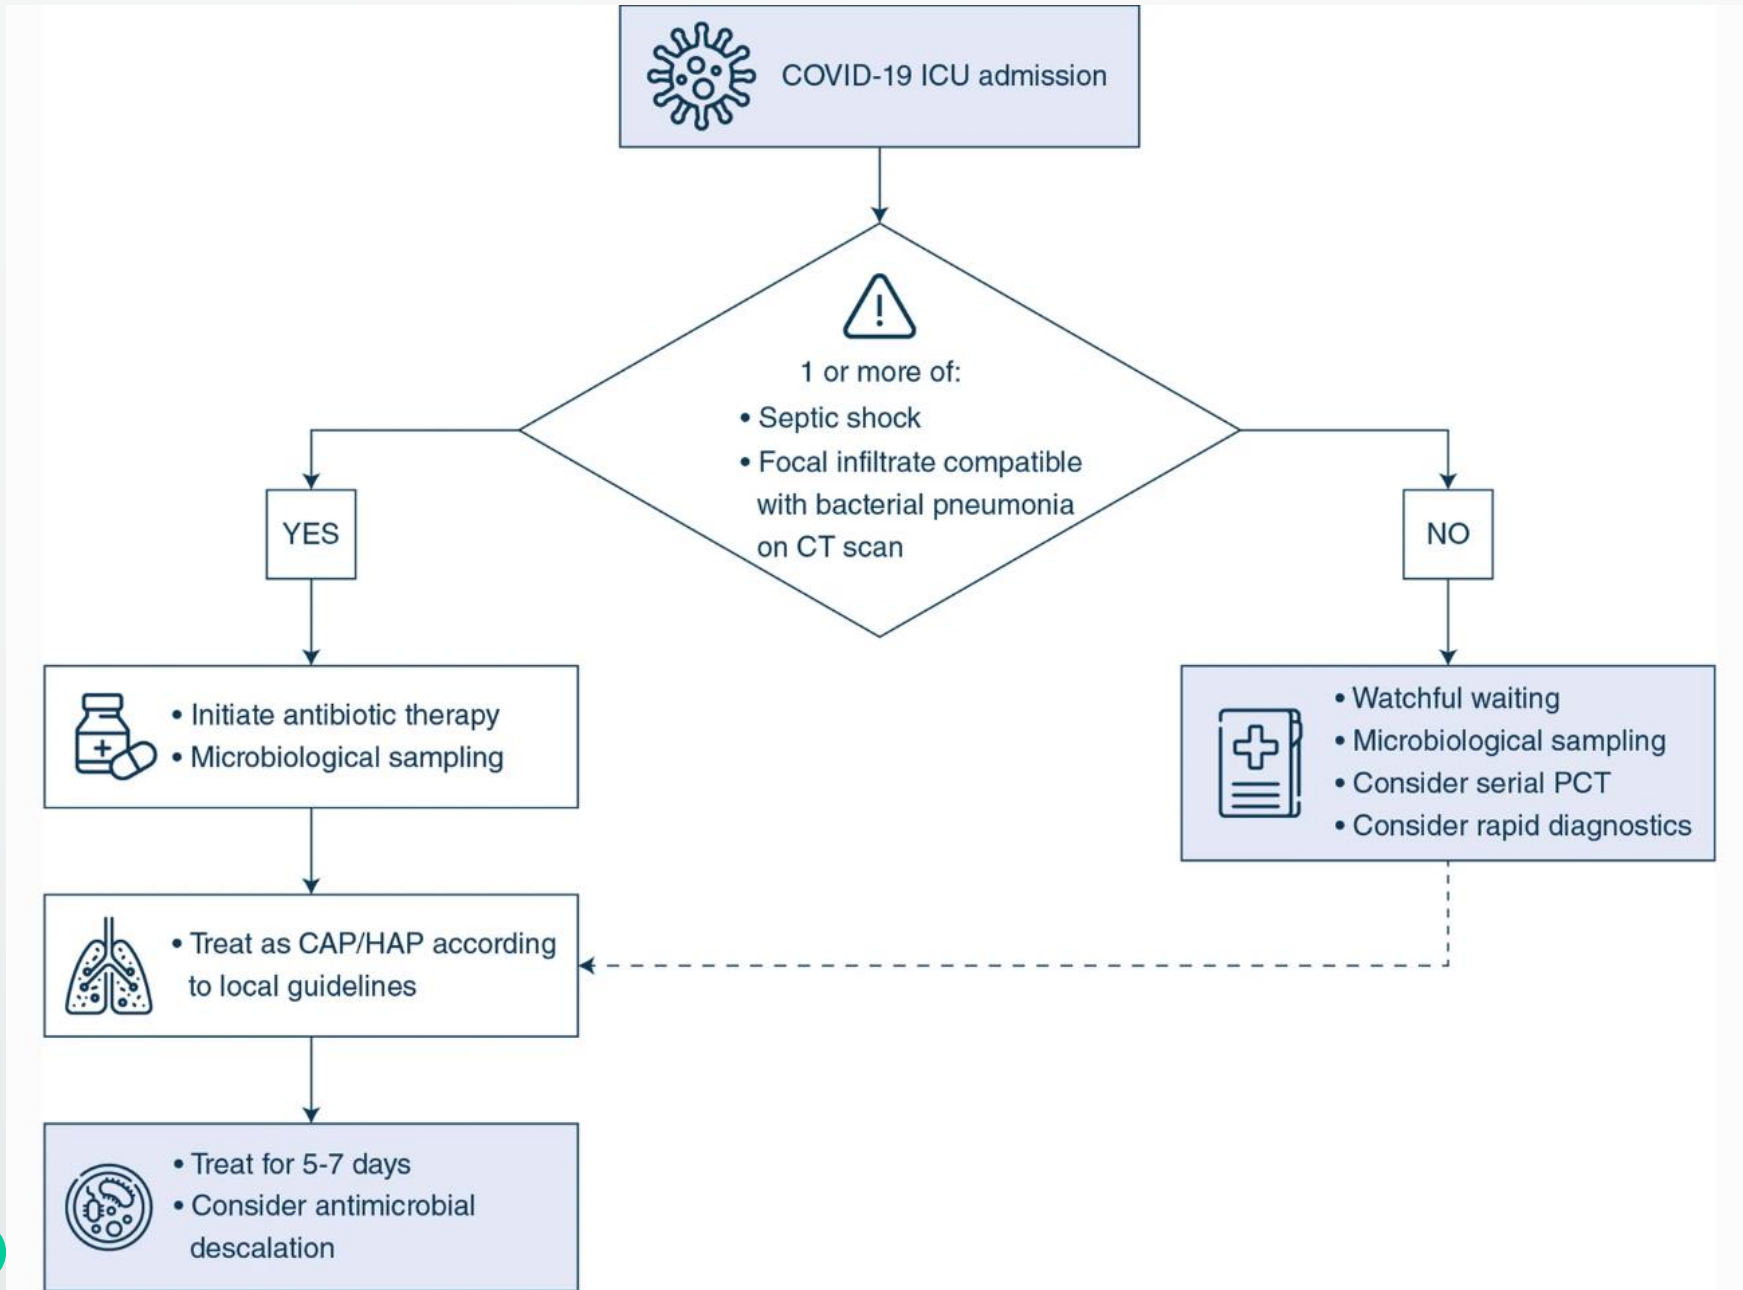 COVID-19 ICU admission
1 or more of:
• Septic shock
• Focal infiltrate compatible
with bacterial pneumonia
on CT scan
YES
NO
• Initiate antibiotic therapy
• Microbiological sampling
• Watchful waiting
• Microbiological sampling
• Consider serial PCT
• Consider rapid diagnostics
• Treat as CAP/HAP according
to local guidelines
• Treat for 5-7 days
• Consider antimicrobial
descalation